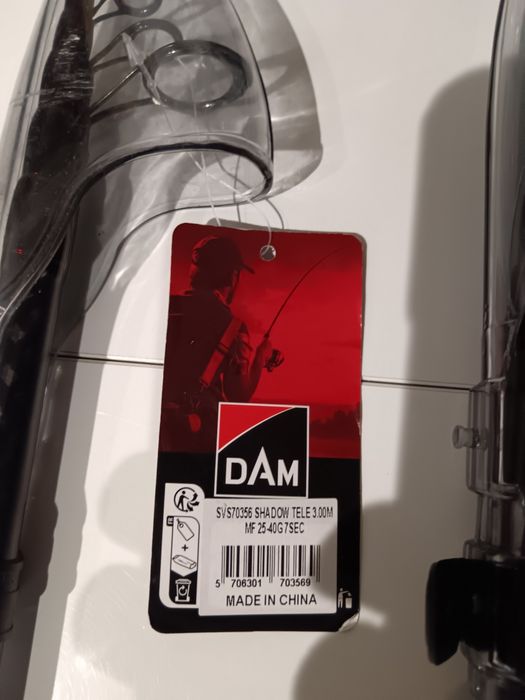 DAM
SVS70356 SHADOW TELE 3.00M
MF 25-40G 7SEC
5 706301 703569
MADE IN CHINA